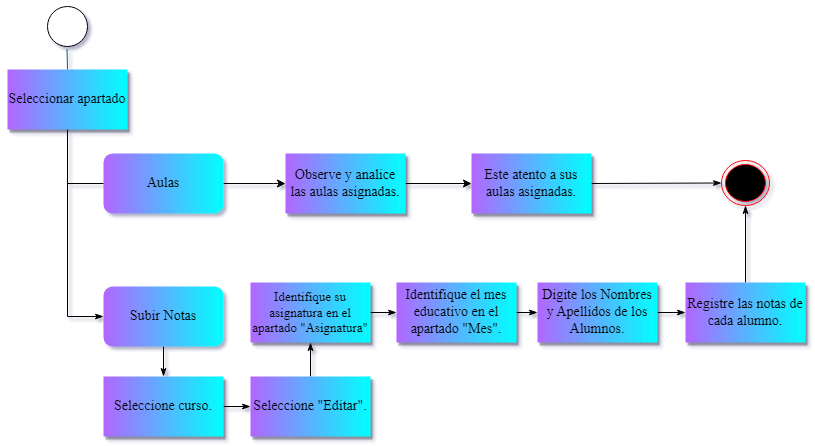 Seleccionar apartado
Aulas
Observe y analice
las aulas asignadas.
Este atento a sus
aulas asignadas.
Subir Notas
Seleccione curso.
Seleccione "Editar".
Identifique su
asignatura en el
apartado "Asignatura"
Identifique el mes
educativo en el
apartado "Mes".
Digite los Nombres
y Apellidos de los
Alumnos.
Registre las notas de
cada alumno.